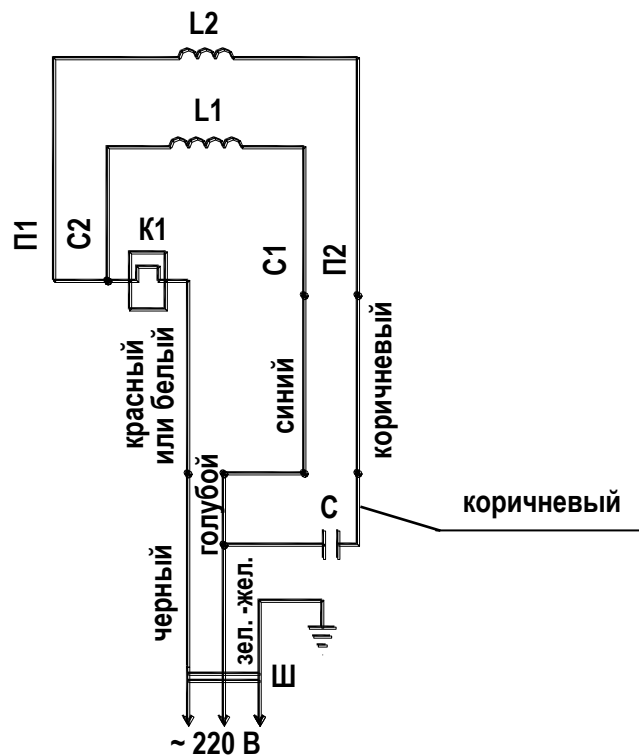 L2
L1
П1
С2
К1
С1
П2
красный
или белый
синий
коричневый
голубой
С
коричневый
черный
зел. -жел.
Ш
~ 220 В